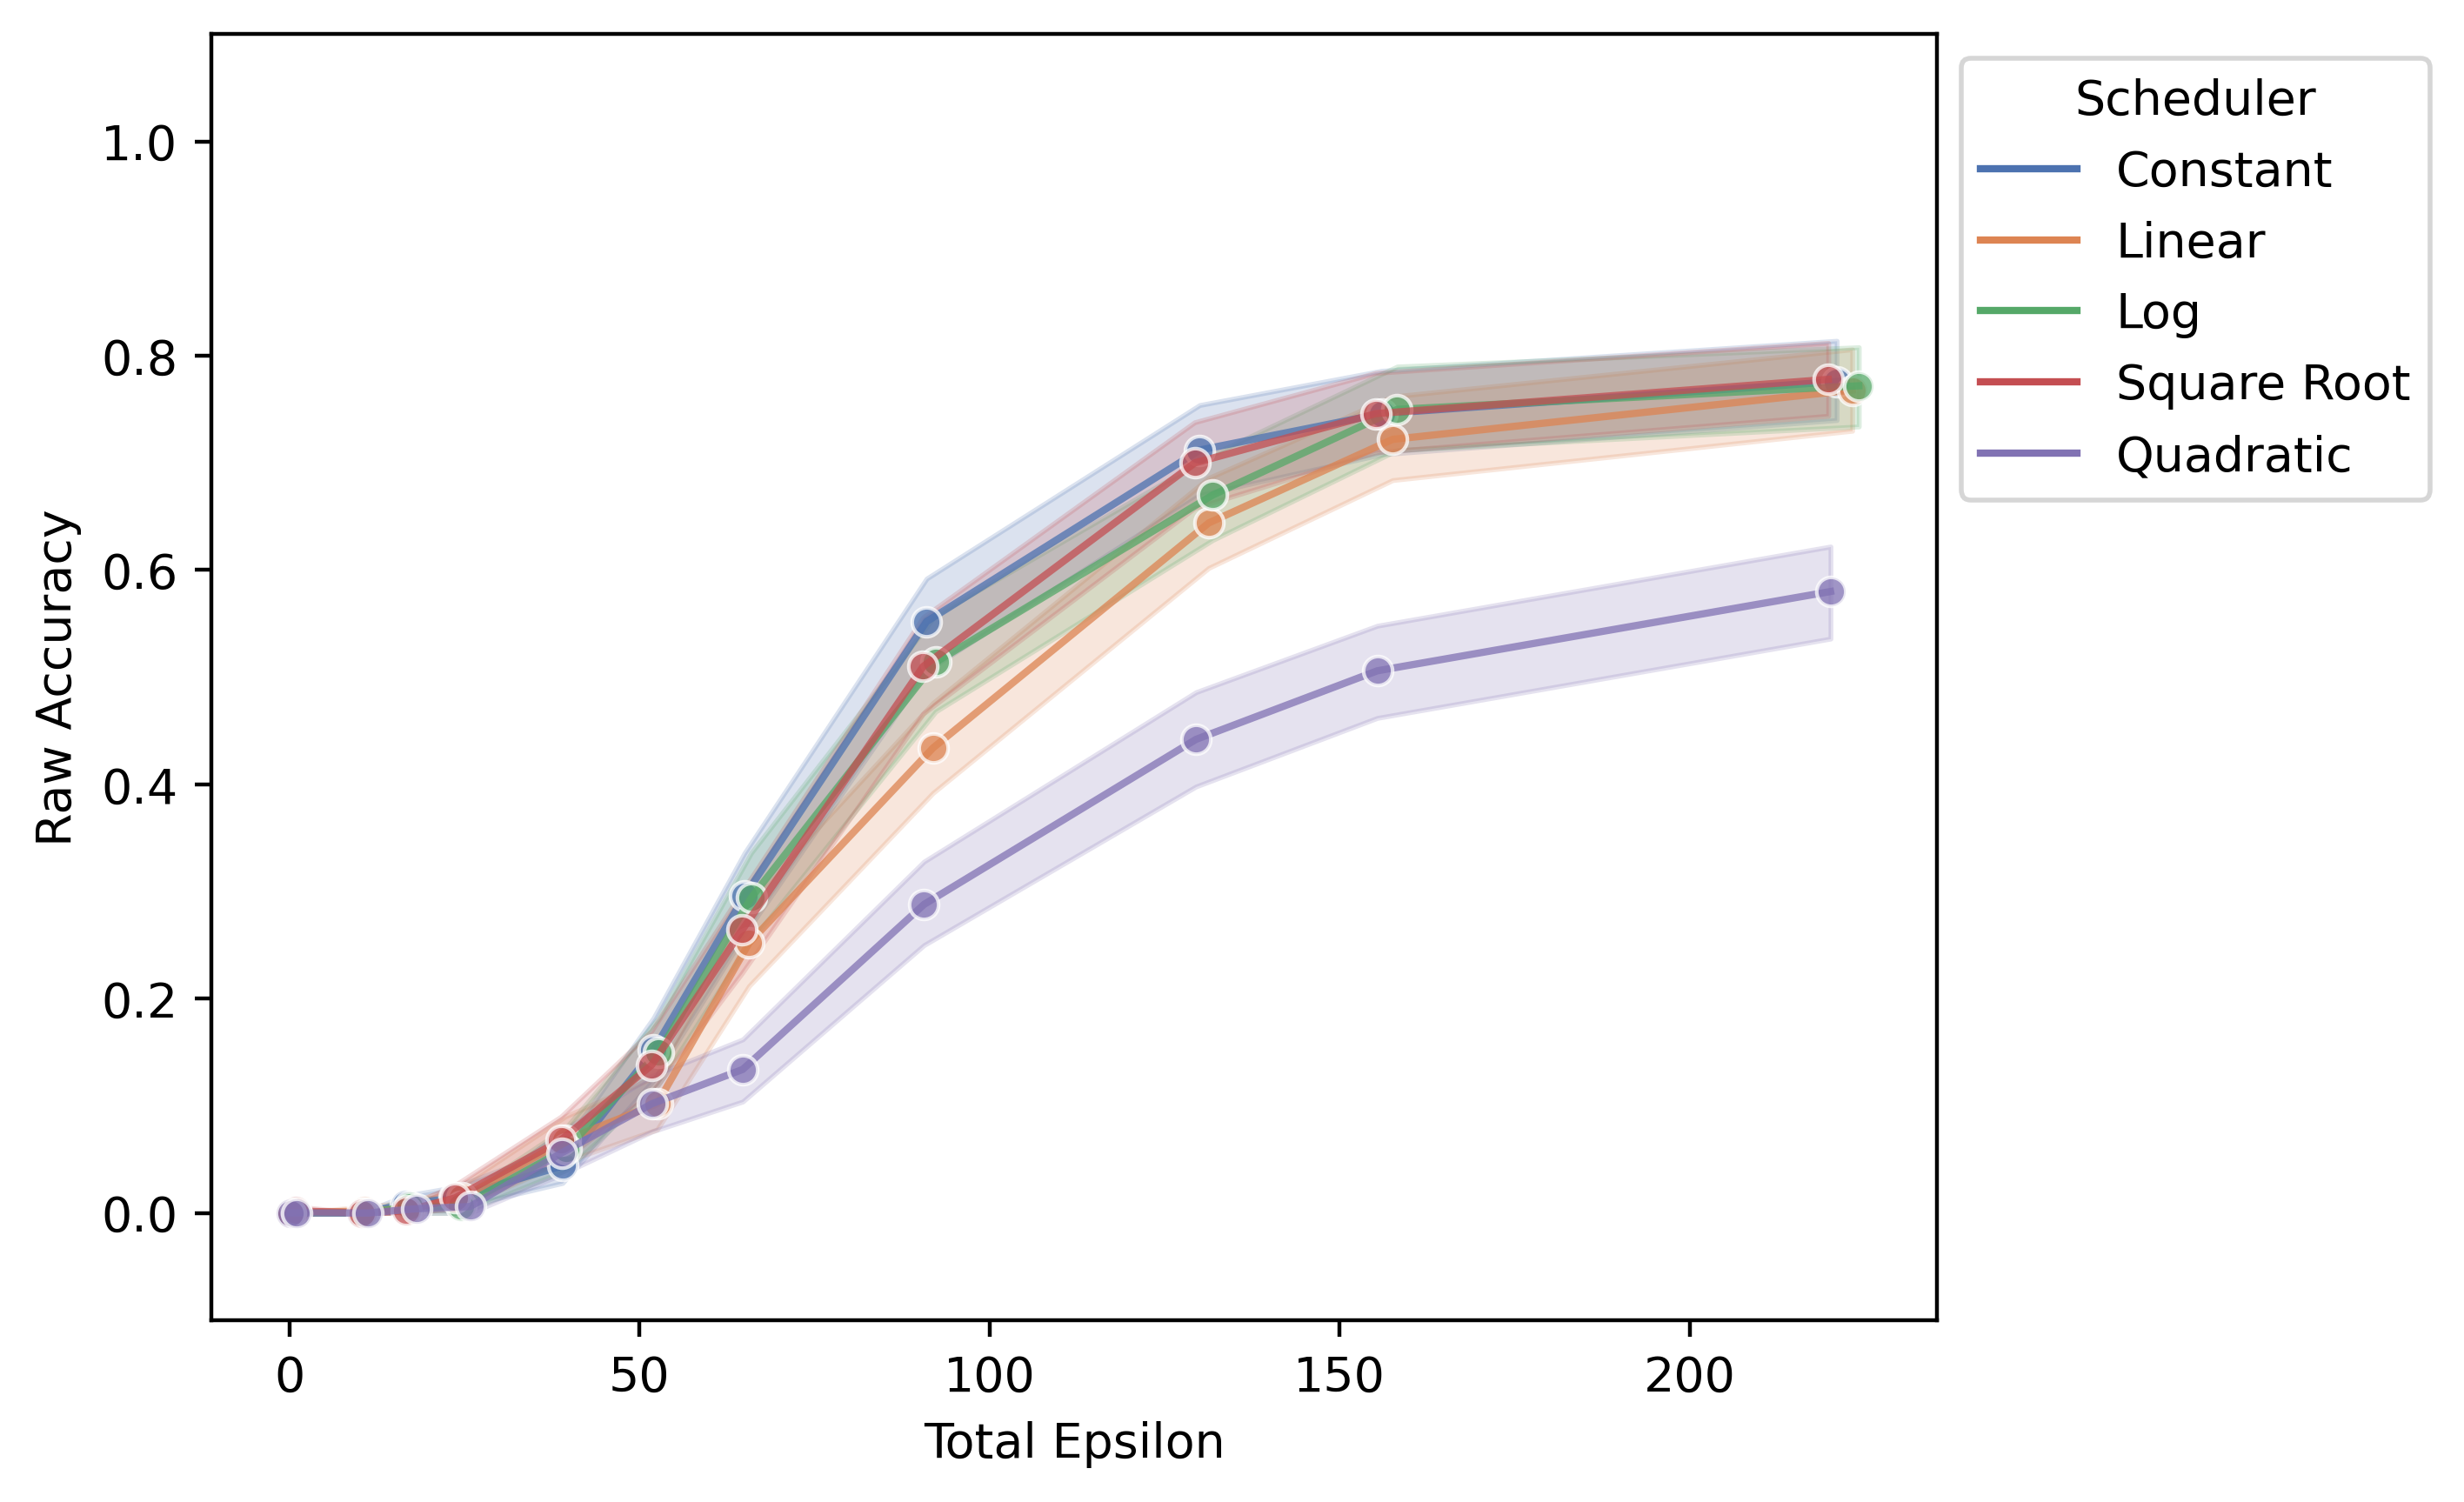 Scheduler
Constant
Linear
Log
Square Root
Quadratic
Raw Accuracy
1.0
0.8
0.6
0.4
0.2
0.0
0 50 100 150 200
Total Epsilon